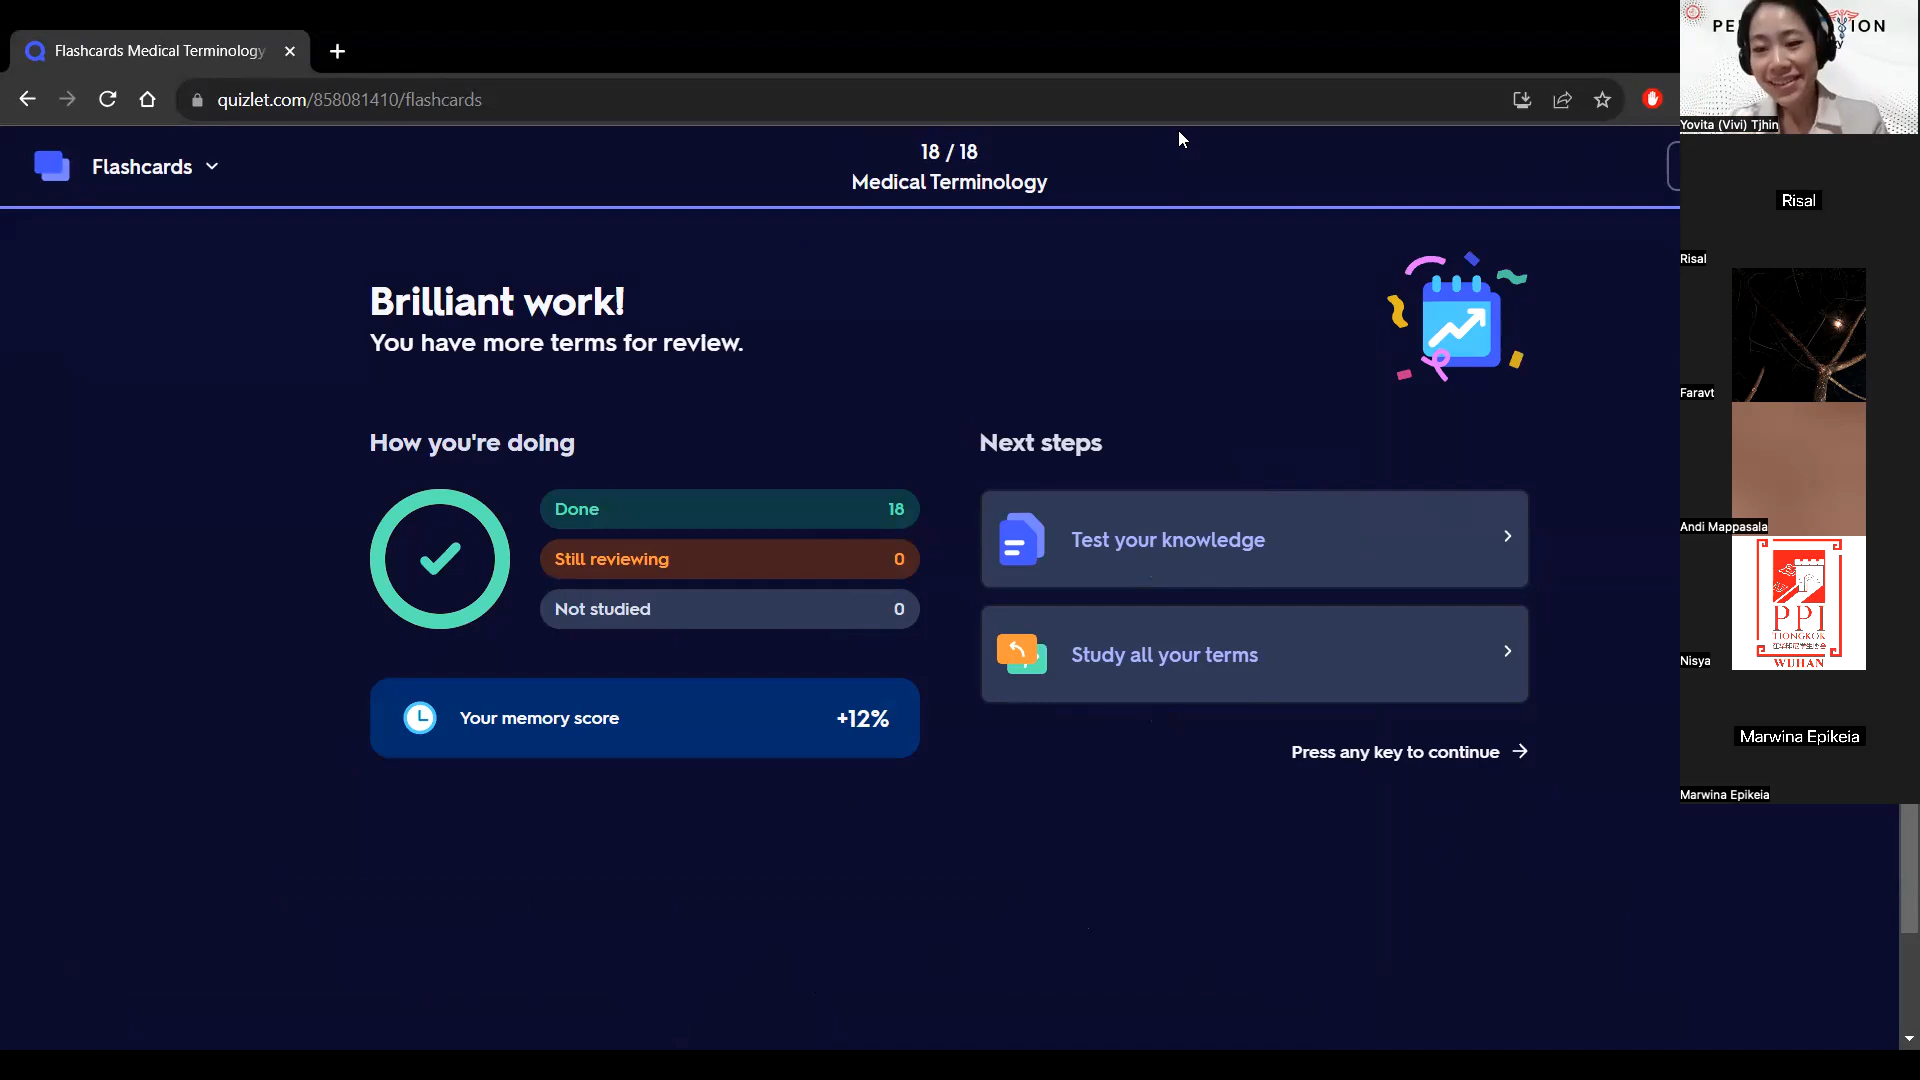 Flashcards Medical Terminology
quizlet.com/858081410/flashcards
Flashcards
18 / 18
Medical Terminology
Brilliant work!
You have more terms for review.
How you're doing
Done 18
Still reviewing 0
Not studied 0
Your memory score +12%
Next steps
Test your knowledge
Study all your terms
Press any key to continue
PE
ION
Yovita (Vivi) Tjhin
Risal
Risal
Faravt
Andi Mappasala
PPI
TIONGKOK
WUHAN
Nisya
Marwina Epikeia
Marwina Epikeia